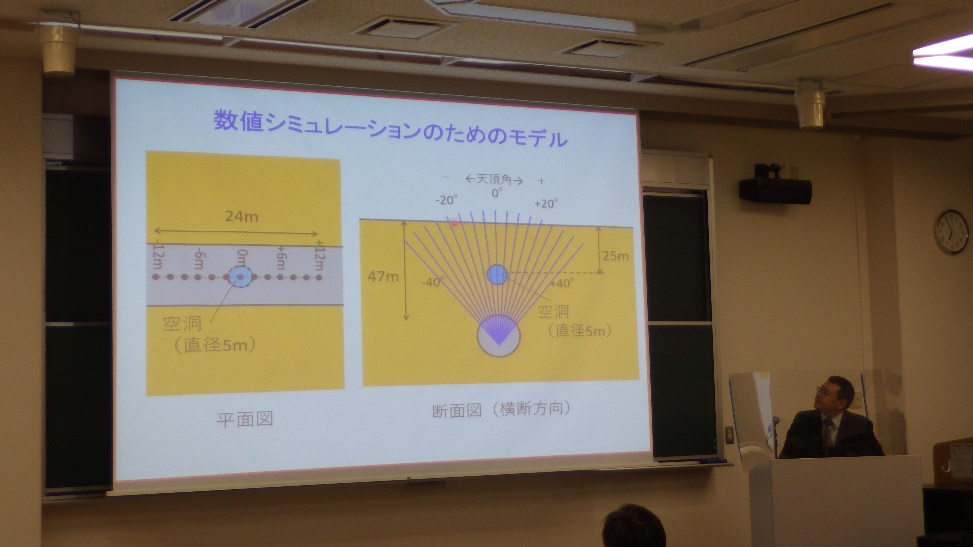 数値シミュレーションのためのモデル
24m
-12m
-6m
0m
+6m
+12m
空洞
（直径5m）
平面図
－ ←天頂角→ ＋
-20° 0° +20°
47m
25m
-40°
+40°
空洞
（直径5m）
断面図（横断方向）